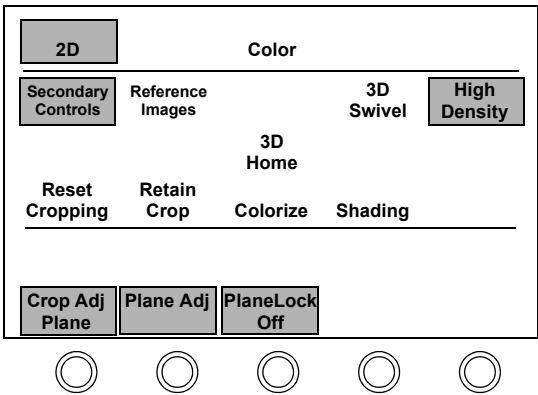 2D Color
Secondary Reference 3D High
Controls Images Swivel Density
3D
Home
Reset Retain
Cropping Crop Colorize Shading
Crop Adj Plane Adj PlaneLock
Plane Off